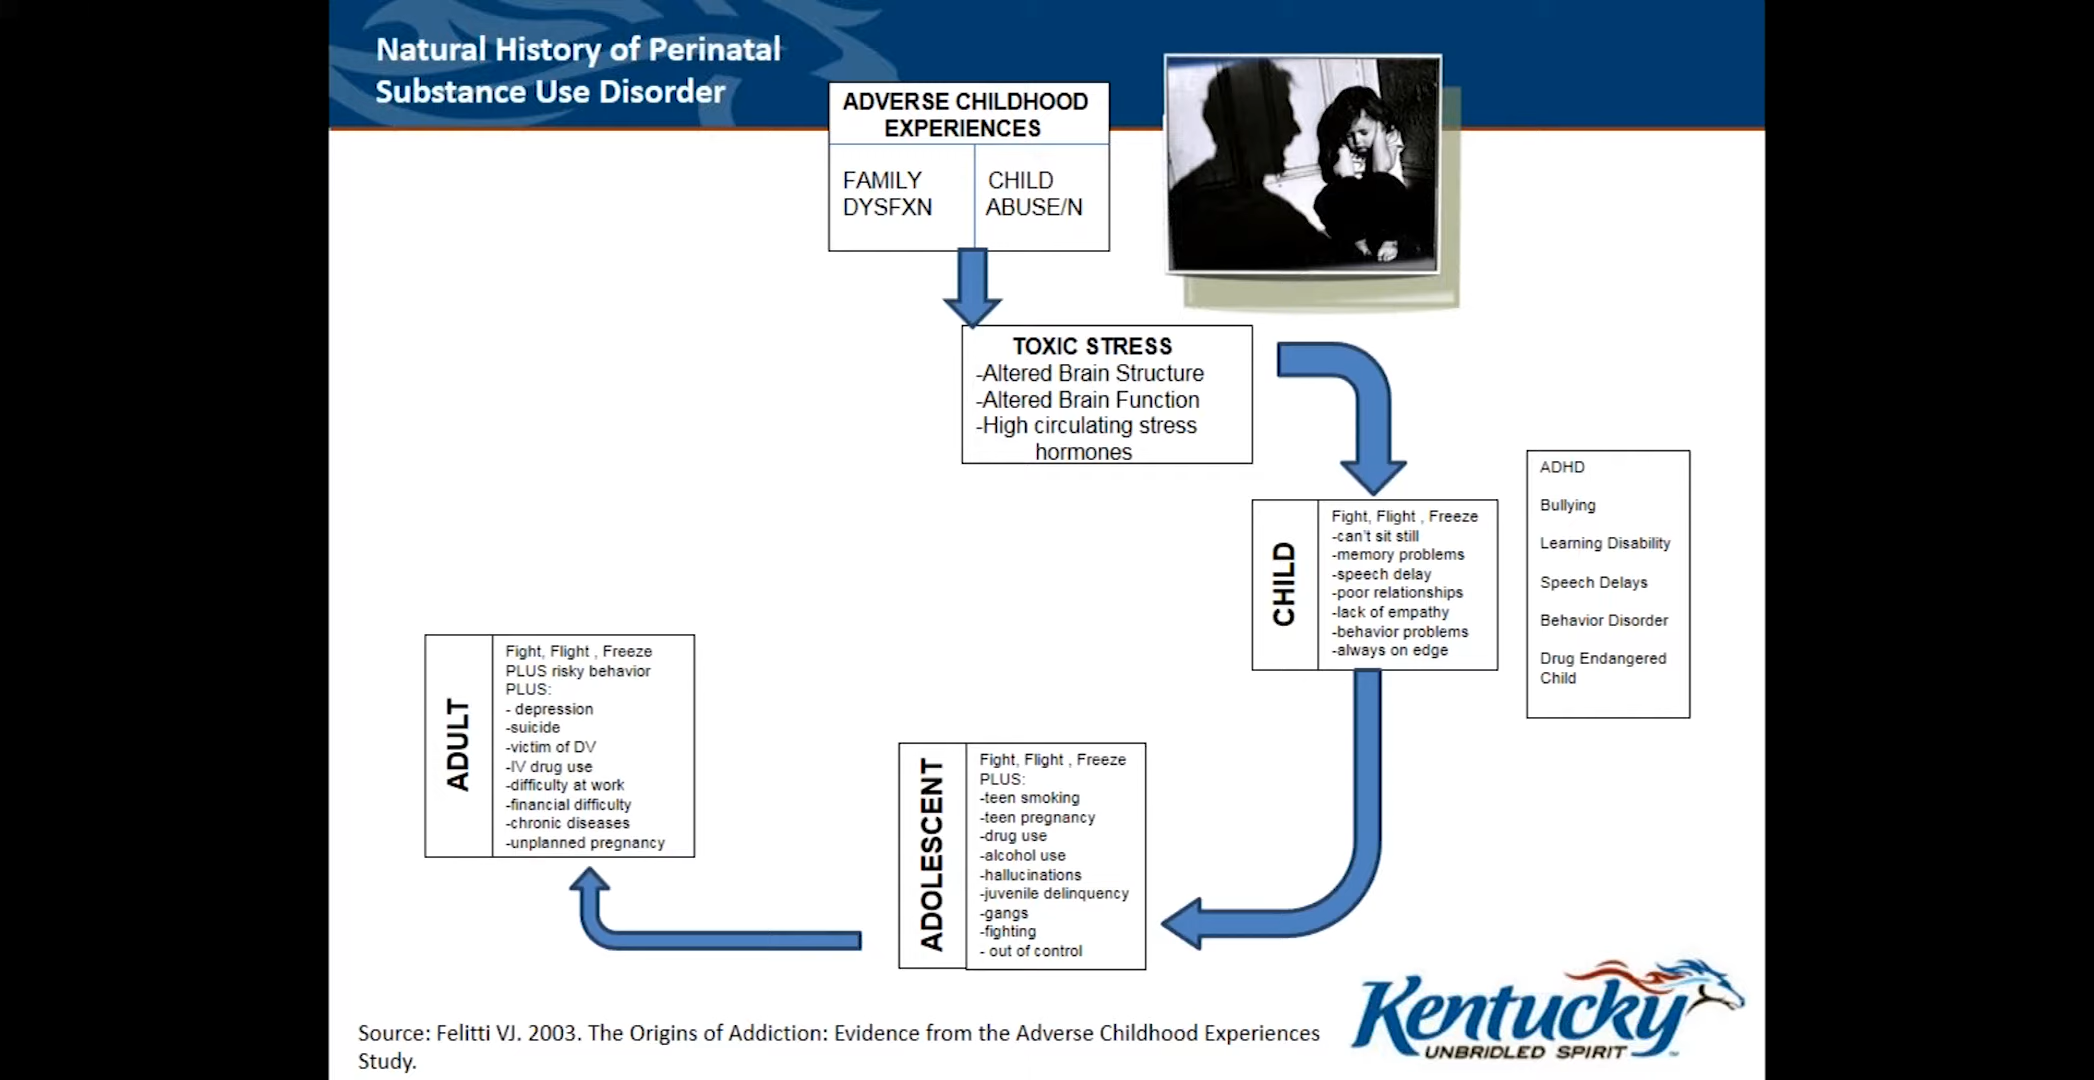 Natural History of Perinatal
Substance Use Disorder
ADVERSE CHILDHOOD
EXPERIENCES
FAMILY
DYSFXN
CHILD
ABUSE/N
TOXIC STRESS
-Altered Brain Structure
-Altered Brain Function
-High circulating stress
hormones
CHILD
Fight, Flight , Freeze
-can't sit still
-memory problems
-speech delay
-poor relationships
-lack of empathy
-behavior problems
-always on edge
ADHD
Bullying
Learning Disability
Speech Delays
Behavior Disorder
Drug Endangered
Child
ADOLESCENT
Fight, Flight , Freeze
PLUS:
-teen smoking
-teen pregnancy
-drug use
-alcohol use
-hallucinations
-juvenile delinquency
-gangs
-fighting
- out of control
ADULT
Fight, Flight , Freeze
PLUS risky behavior
PLUS:
- depression
-suicide
-victim of DV
-IV drug use
-difficulty at work
-financial difficulty
-chronic diseases
-unplanned pregnancy
Source: Felitti VJ. 2003. The Origins of Addiction: Evidence from the Adverse Childhood Experiences
Study.
Kentucky
UNBRIDLED SPIRIT™